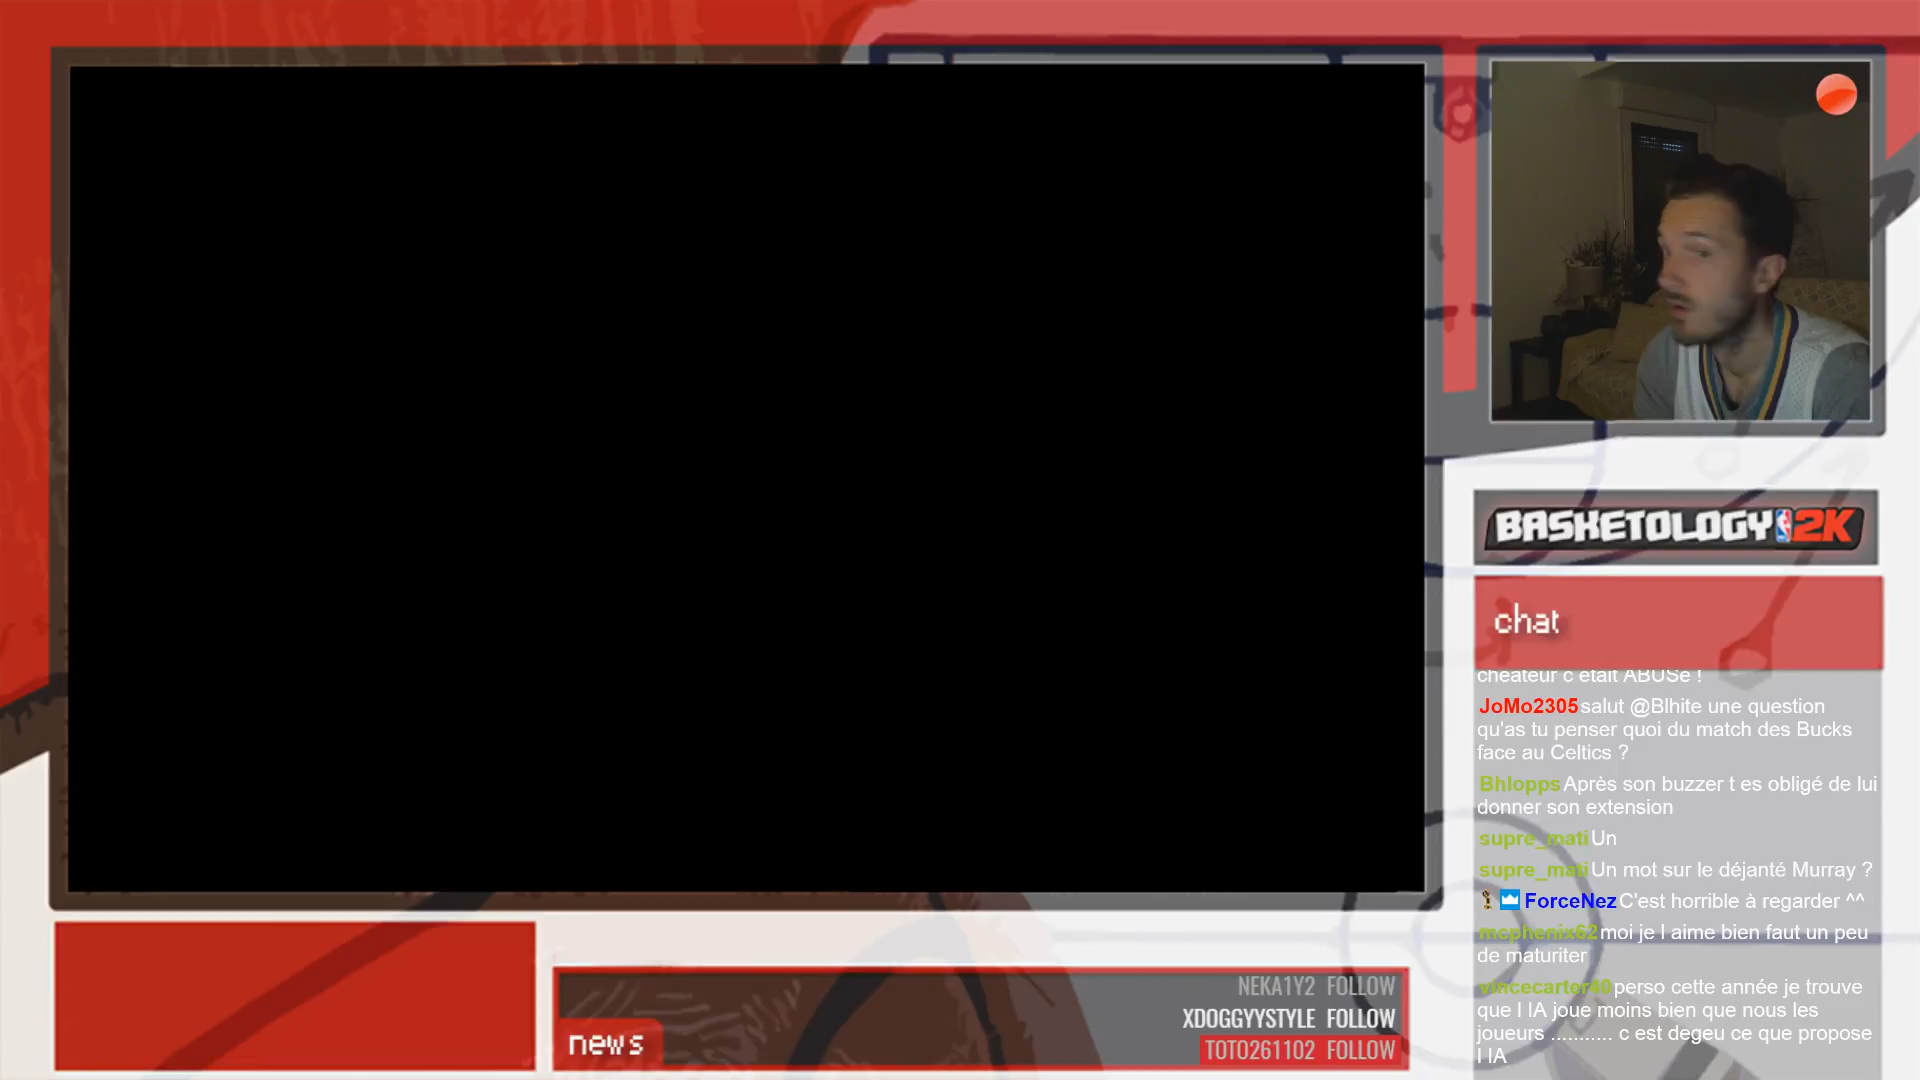 BASKETOLOGY 2K
chat
cheateur c etait ABUSé !
JoMo2305 salut @Blhite une question
qu'as tu penser quoi du match des Bucks
face au Celtics ?
Bhlopps Après son buzzer t es obligé de lui
donner son extension
supre_mati Un
supre_mati Un mot sur le déjanté Murray ?
ForceNez C'est horrible à regarder ^^
mcphenix62 moi je l aime bien faut un peu
de maturiter
vincecarter40 perso cette année je trouve
que l IA joue moins bien que nous les
joueurs ........... c est degeu ce que propose
l IA
NEKA1Y2 FOLLOW
XDOGGYYSTYLE FOLLOW
TOTO261102 FOLLOW
news